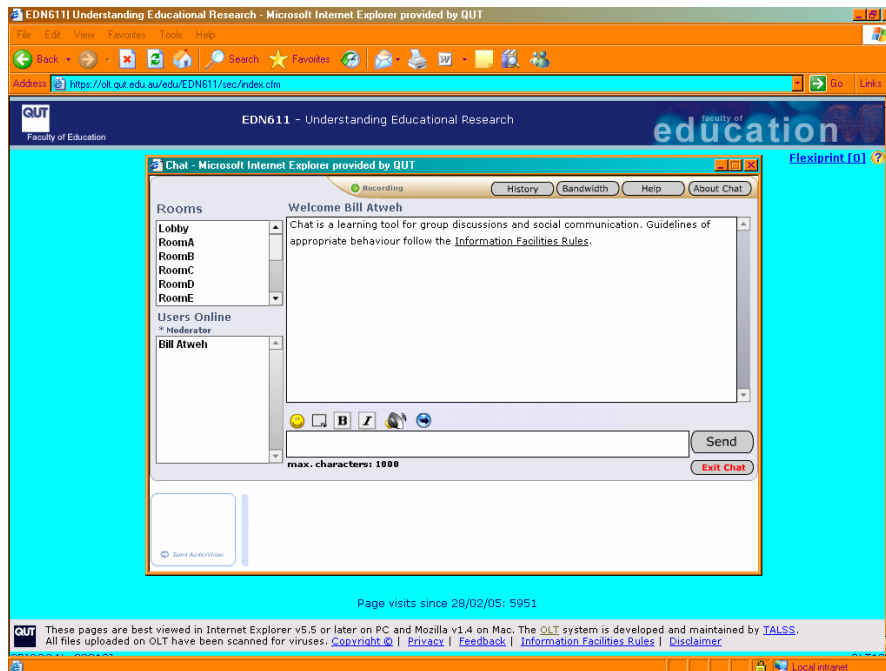 EDN611| Understanding Educational Research - Microsoft Internet Explorer provided by QUT
File Edit View Favorites Tools Help
Back Search Favorites
Address https://olt.qut.edu.au/edu/EDN611/sec/index.cfm Go Links
QUT
Faculty of Education
EDN611 - Understanding Educational Research
faculty of
education
Flexiprint [0]
Chat - Microsoft Internet Explorer provided by QUT
Recording History Bandwidth Help About Chat
Rooms
Lobby
RoomA
RoomB
RoomC
RoomD
RoomE
Users Online
* Moderator
Bill Atweh
Welcome Bill Atweh
Chat is a learning tool for group discussions and social communication. Guidelines of
appropriate behaviour follow the Information Facilities Rules.
B I
Send
max. characters: 1000
Exit Chat
Send Audio/Video
Page visits since 28/02/05: 5951
QUT
These pages are best viewed in Internet Explorer v5.5 or later on PC and Mozilla v1.4 on Mac. The OLT system is developed and maintained by TALSS.
All files uploaded on OLT have been scanned for viruses. Copyright © | Privacy | Feedback | Information Facilities Rules | Disclaimer
Local intranet